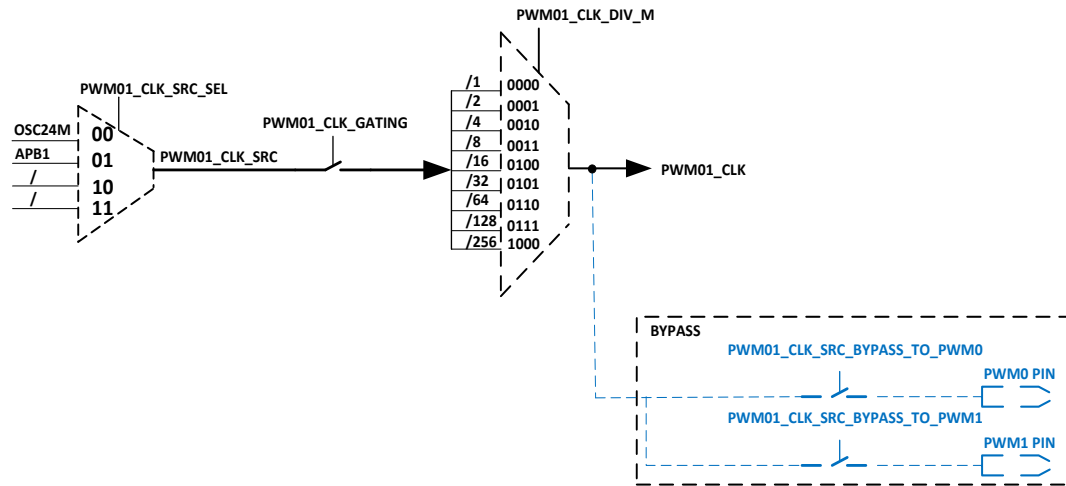 PWM01_CLK_DIV_M
PWM01_CLK_SRC_SEL
OSC24M 00
APB1 01
/ 10
/ 11
PWM01_CLK_SRC
PWM01_CLK_GATING
/1 0000
/2 0001
/4 0010
/8 0011
/16 0100
/32 0101
/64 0110
/128 0111
/256 1000
PWM01_CLK
BYPASS
PWM01_CLK_SRC_BYPASS_TO_PWM0
PWM0 PIN
PWM01_CLK_SRC_BYPASS_TO_PWM1
PWM1 PIN